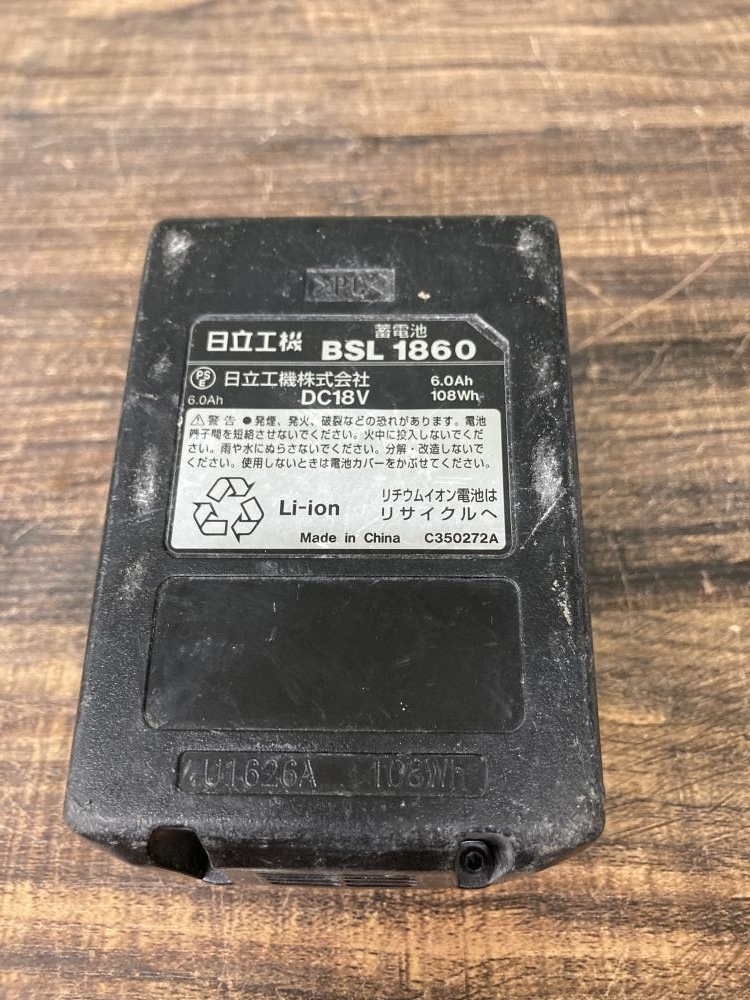 >PC<
蓄電池
日立工機 BSL 1860
PSE 日立工機株式会社 6.0Ah
6.0Ah DC18V 108Wh
⚠警告 ●発煙、発火、破裂などの恐れがあります。電池
端子間を短絡させないでください。火中に投入しないでくだ
さい。雨や水にぬらさないでください。分解・改造しないで
ください。使用しないときは電池カバーをかぶせてください。
Li-ion リチウムイオン電池は
リサイクルへ
Made in China C350272A
U1626A 108Wh